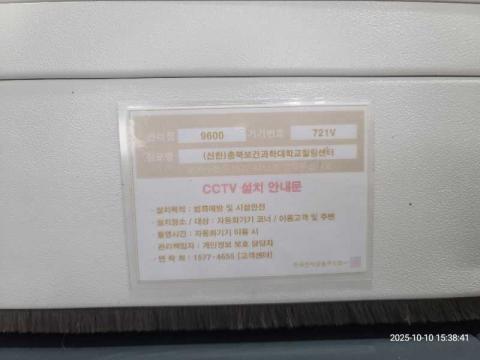 관리점 9600 기기번호 721V
점포명 (신한)충북보건과학대학교힐링센터
CCTV 설치 안내문
· 설치목적 : 범죄예방 및 시설안전
· 설치장소 / 대상 : 자동화기기 코너 / 이용고객 및 주변
· 촬영시간 : 자동화기기 이용 시
· 관리책임자 : 개인정보 보호 담당자
· 연 락 처 : 1577-4655 [고객센터]
2025-10-10 15:38:41